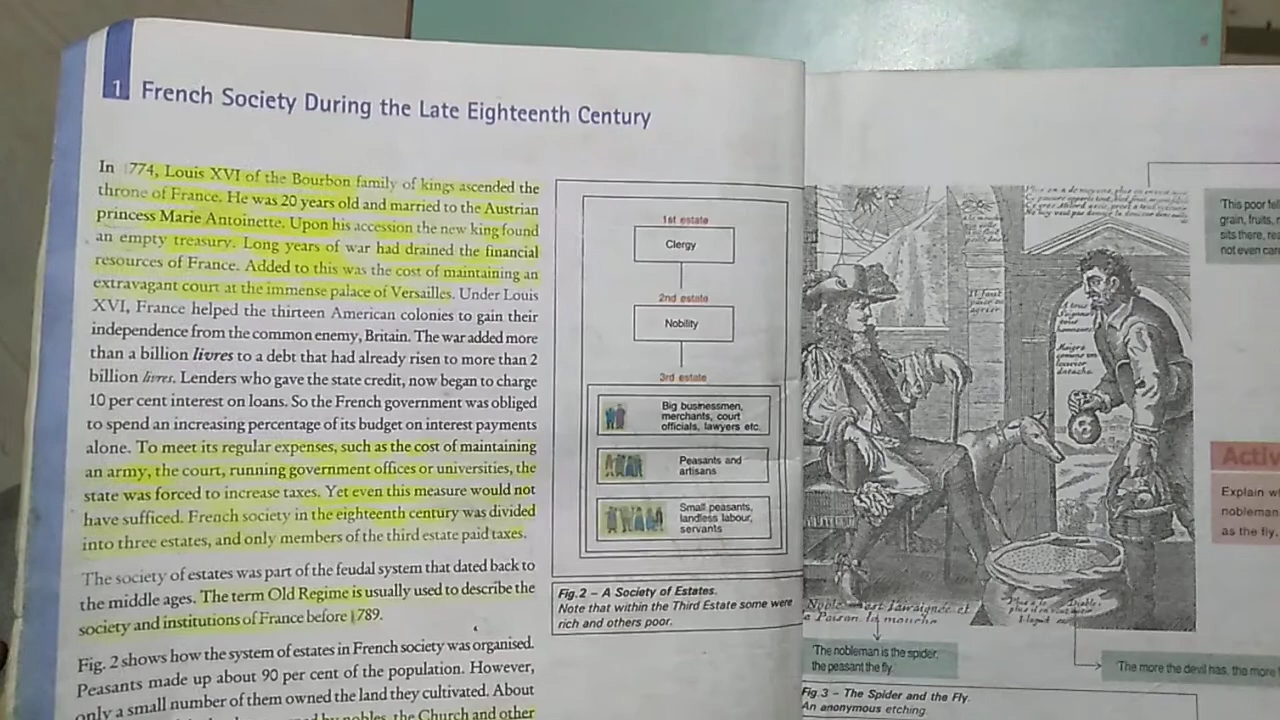 1 French Society During the Late Eighteenth Century
In 1774, Louis XVI of the Bourbon family of kings ascended the
throne of France. He was 20 years old and married to the Austrian
princess Marie Antoinette. Upon his accession the new king found
an empty treasury. Long years of war had drained the financial
resources of France. Added to this was the cost of maintaining an
extravagant court at the immense palace of Versailles. Under Louis
XVI, France helped the thirteen American colonies to gain their
independence from the common enemy, Britain. The war added more
than a billion livres to a debt that had already risen to more than 2
billion livres. Lenders who gave the state credit, now began to charge
10 per cent interest on loans. So the French government was obliged
to spend an increasing percentage of its budget on interest payments
alone. To meet its regular expenses, such as the cost of maintaining
an army, the court, running government offices or universities, the
state was forced to increase taxes. Yet even this measure would not
have sufficed. French society in the eighteenth century was divided
into three estates, and only members of the third estate paid taxes.
The society of estates was part of the feudal system that dated back to
the middle ages. The term Old Regime is usually used to describe the
society and institutions of France before 1789.
Fig. 2 shows how the system of estates in French society was organised.
Peasants made up about 90 per cent of the population. However,
only a small number of them owned the land they cultivated. About
nobles, the Church and other
1st estate
Clergy
2nd estate
Nobility
3rd estate
Big businessmen,
merchants, court
officials, lawyers etc.
Peasants and
artisans
Small peasants,
landless labour,
servants
Fig.2 – A Society of Estates.
Note that within the Third Estate some were
rich and others poor.
'This poor
grain, fruits,
sits there,
not even
Explain
nobleman
as the fly.
'The nobleman is the spider,
the peasant the fly.'
'The more the devil has, the more
Fig.3 – The Spider and the Fly.
An anonymous etching.